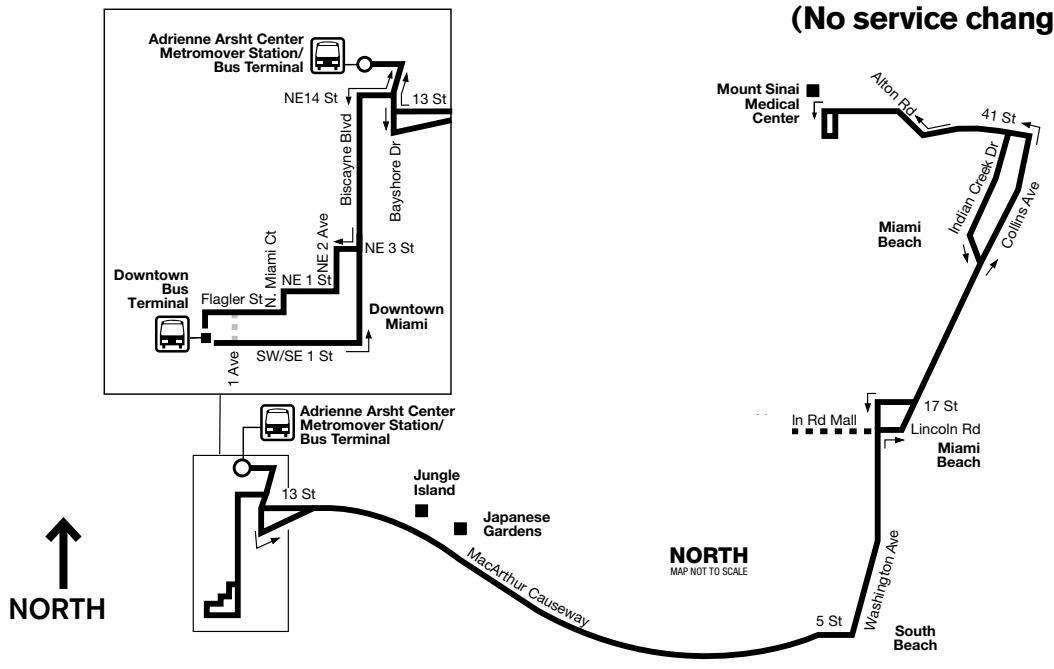 (No service chang
Adrienne Arsht Center
Metromover Station/
Bus Terminal
NE14 St
13 St
Biscayne Blvd
Bayshore Dr
NE 2 Ave
NE 3 St
N. Miami Ct
NE 1 St
Downtown
Bus
Terminal
Flagler St
Downtown
Miami
1 Ave
SW/SE 1 St
Mount Sinai
Medical
Center
Alton Rd
41 St
Indian Creek Dr
Collins Ave
Miami
Beach
17 St
ln Rd Mall
Lincoln Rd
Miami
Beach
Adrienne Arsht Center
Metromover Station/
Bus Terminal
13 St
Jungle
Island
Japanese
Gardens
MacArthur Causeway
NORTH
MAP NOT TO SCALE
Washington Ave
5 St
South
Beach
NORTH